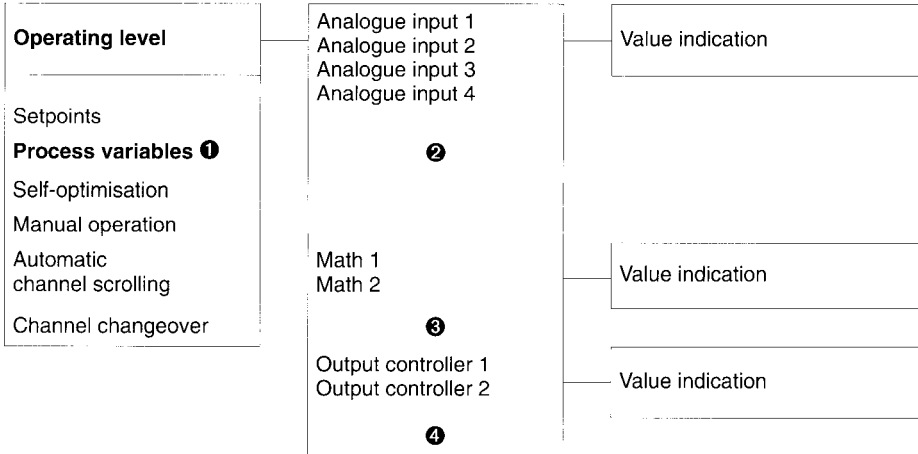 Operating level
Setpoints
Process variables ❶
Self-optimisation
Manual operation
Automatic
channel scrolling
Channel changeover
Analogue input 1
Analogue input 2
Analogue input 3
Analogue input 4
❷
Math 1
Math 2
❸
Output controller 1
Output controller 2
❹
Value indication
Value indication
Value indication